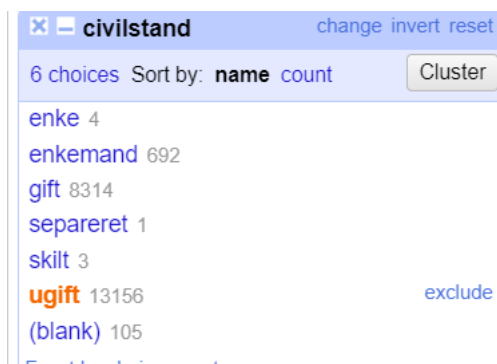 civilstand change invert reset
6 choices Sort by: name count Cluster
enke 4
enkemand 692
gift 8314
separeret 1
skilt 3
ugift 13156 exclude
(blank) 105